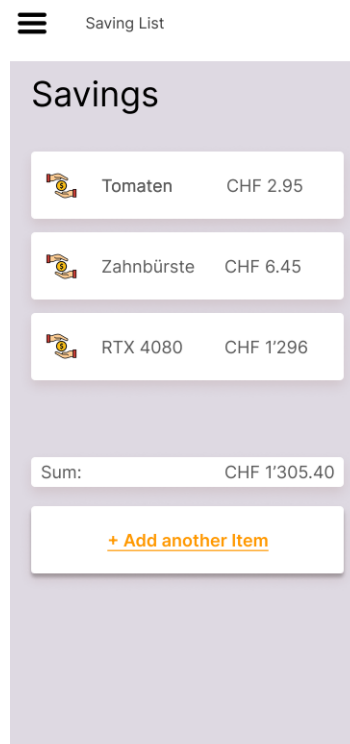 Saving List
Savings
Tomaten CHF 2.95
Zahnbürste CHF 6.45
RTX 4080 CHF 1’296
Sum: CHF 1’305.40
+ Add another Item